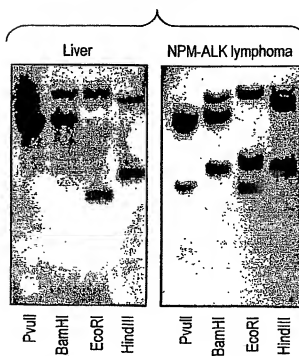 Liver
NPM-ALK lymphoma
PvuII
BamHI
EcoRI
HindIII
PvuII
BamHI
EcoRI
HindIII